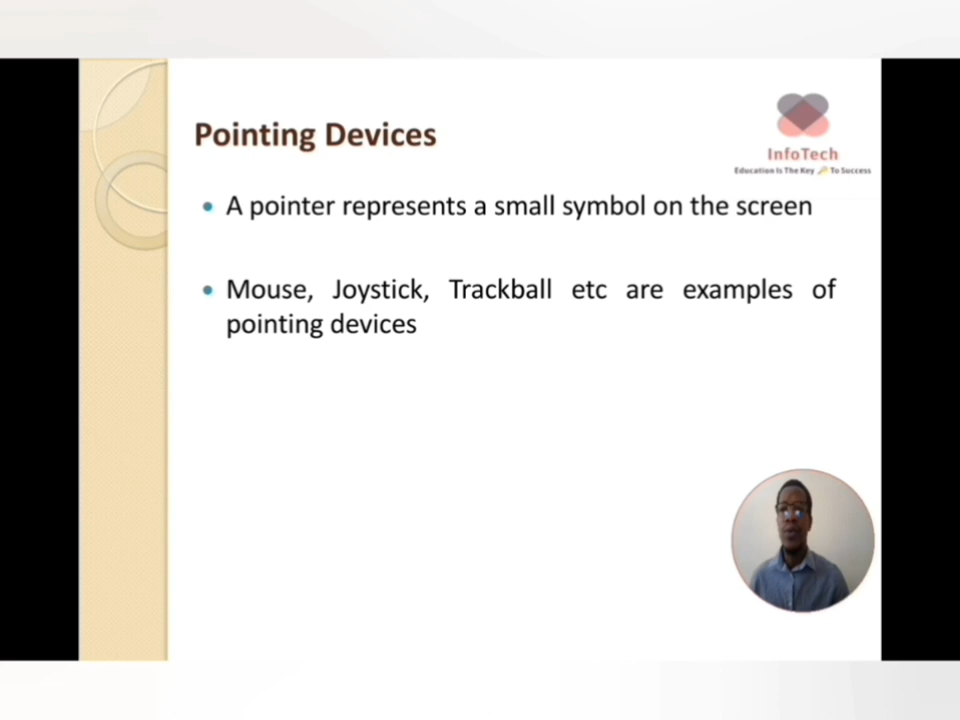 Pointing Devices
InfoTech
Education Is The Key To Success
A pointer represents a small symbol on the screen
Mouse, Joystick, Trackball etc are examples of
pointing devices